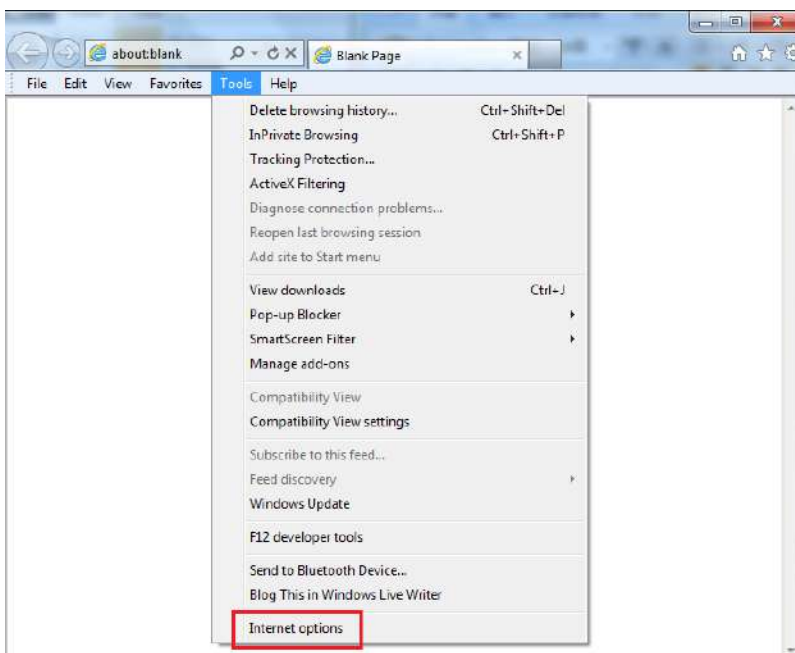 about:blank
Blank Page
File Edit View Favorites Tools Help
Delete browsing history... Ctrl+Shift+Del
InPrivate Browsing Ctrl+Shift+P
Tracking Protection...
ActiveX Filtering
Diagnose connection problems...
Reopen last browsing session
Add site to Start menu
View downloads Ctrl+J
Pop-up Blocker
SmartScreen Filter
Manage add-ons
Compatibility View
Compatibility View settings
Subscribe to this feed...
Feed discovery
Windows Update
F12 developer tools
Send to Bluetooth Device...
Blog This in Windows Live Writer
Internet options